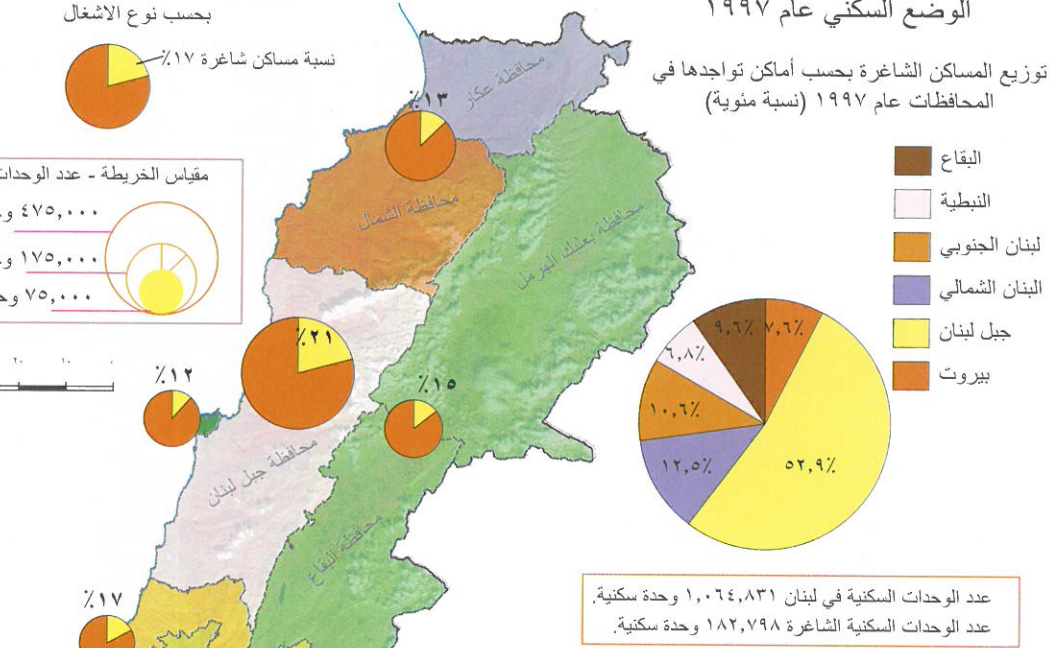 الوضع السكني عام ١٩٩٧
توزيع المساكن الشاغرة بحسب أماكن تواجدها في
المحافظات عام ١٩٩٧ (نسبة مئوية)
البقاع
النبطية
لبنان الجنوبي
البنان الشمالي
جبل لبنان
بيروت
٩,٦٪
٧,٦٪
٦,٨٪
١٠,٦٪
١٢,٥٪
٥٢,٩٪
عدد الوحدات السكنية في لبنان ١,٠٦٤,٨٣١ وحدة سكنية.
عدد الوحدات السكنية الشاغرة ١٨٢,٧٩٨ وحدة سكنية.
بحسب نوع الاشغال
نسبة مساكن شاغرة ١٧٪
مقياس الخريطة - عدد الوحدات
٤٧٥,٠٠٠
١٧٥,٠٠٠
٧٥,٠٠٠
٢٠ ١٠ ٠
محافظة عكار
٪١٣
محافظة الشمال
محافظة بعلبك الهرمل
٪٢١
٪١٢
٪١٥
محافظة جبل لبنان
محافظة البقاع
٪١٧